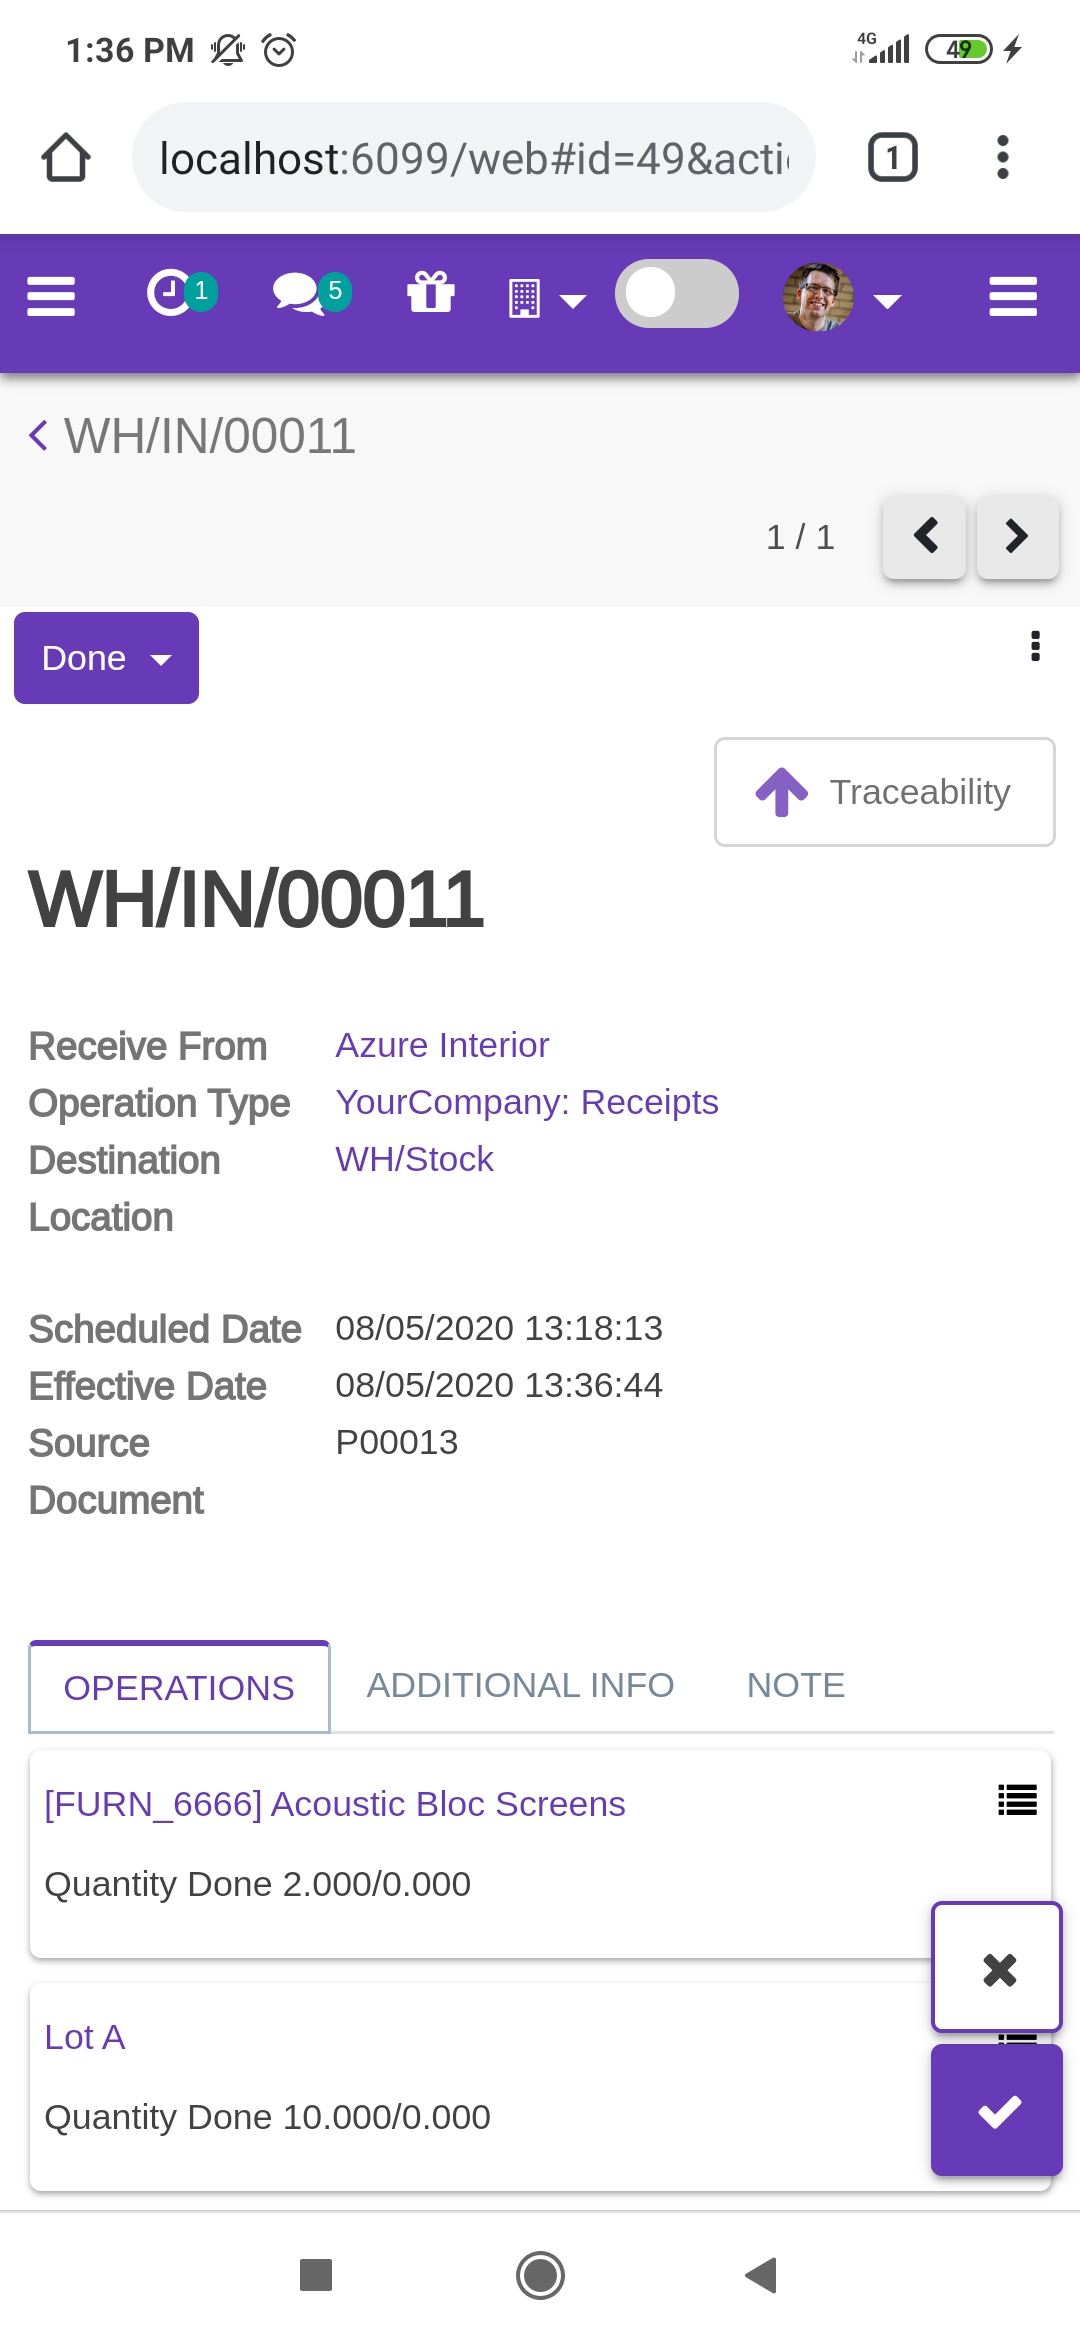 1:36 PM
4G
49
localhost:6099/web#id=49&acti
1
1
5
WH/IN/00011
1 / 1
Done
Traceability
WH/IN/00011
Receive From Azure Interior
Operation Type YourCompany: Receipts
Destination WH/Stock
Location
Scheduled Date 08/05/2020 13:18:13
Effective Date 08/05/2020 13:36:44
Source P00013
Document
OPERATIONS ADDITIONAL INFO NOTE
[FURN_6666] Acoustic Bloc Screens
Quantity Done 2.000/0.000
Lot A
Quantity Done 10.000/0.000